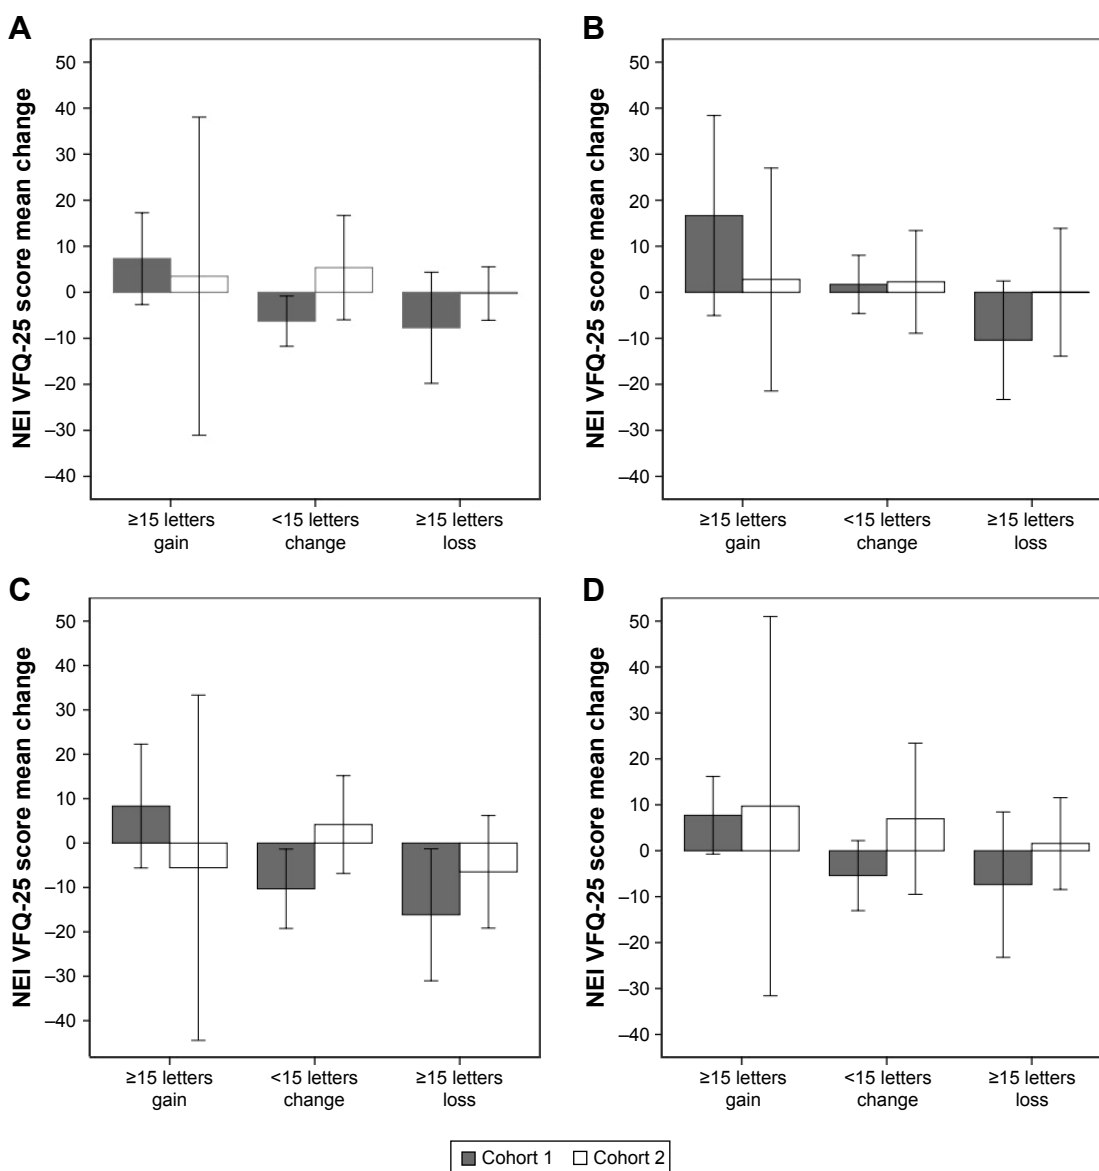 A
NEI VFQ-25 score mean change
50
40
30
20
10
0
–10
–20
–30
–40
≥15 letters gain
<15 letters change
≥15 letters loss
B
NEI VFQ-25 score mean change
50
40
30
20
10
0
–10
–20
–30
–40
≥15 letters gain
<15 letters change
≥15 letters loss
C
NEI VFQ-25 score mean change
50
40
30
20
10
0
–10
–20
–30
–40
≥15 letters gain
<15 letters change
≥15 letters loss
D
NEI VFQ-25 score mean change
50
40
30
20
10
0
–10
–20
–30
–40
≥15 letters gain
<15 letters change
≥15 letters loss
Cohort 1
Cohort 2